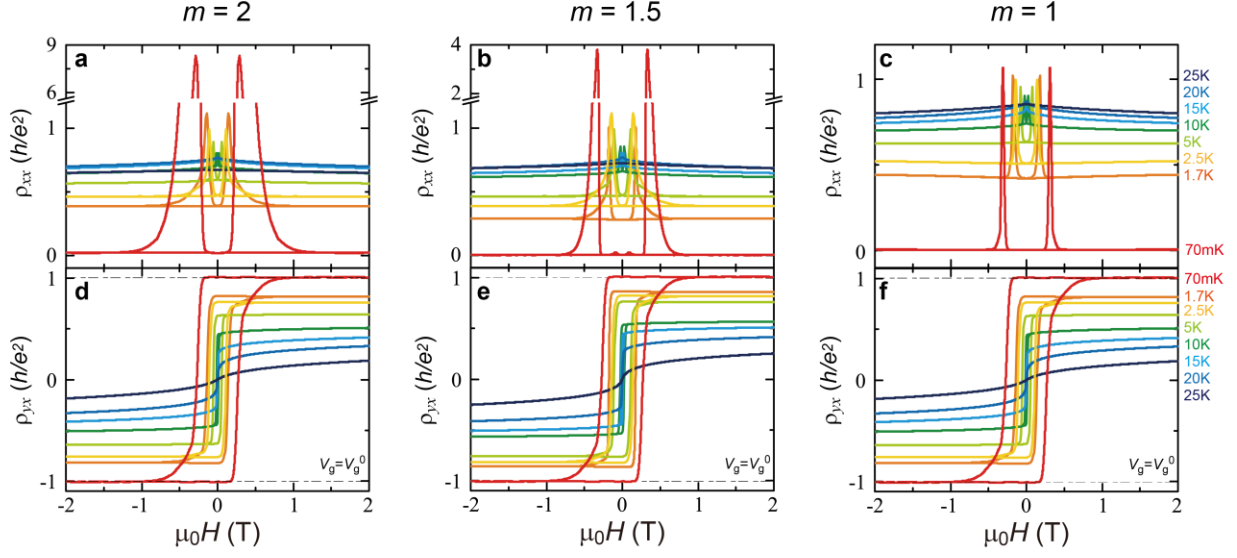 m = 2
m = 1.5
m = 1
a
9
6
1
0
ρxx (h/e²)
b
4
2
1
0
ρxx (h/e²)
c
1
0
ρxx (h/e²)
25K
20K
15K
10K
5K
2.5K
1.7K
70mK
d
1
0
-1
ρyx (h/e²)
Vg=Vg⁰
-2 -1 0 1 2
μ₀H (T)
e
1
0
-1
ρyx (h/e²)
Vg=Vg⁰
-2 -1 0 1 2
μ₀H (T)
f
1
0
-1
ρyx (h/e²)
Vg=Vg⁰
-2 -1 0 1 2
μ₀H (T)
70mK
1.7K
2.5K
5K
10K
15K
20K
25K